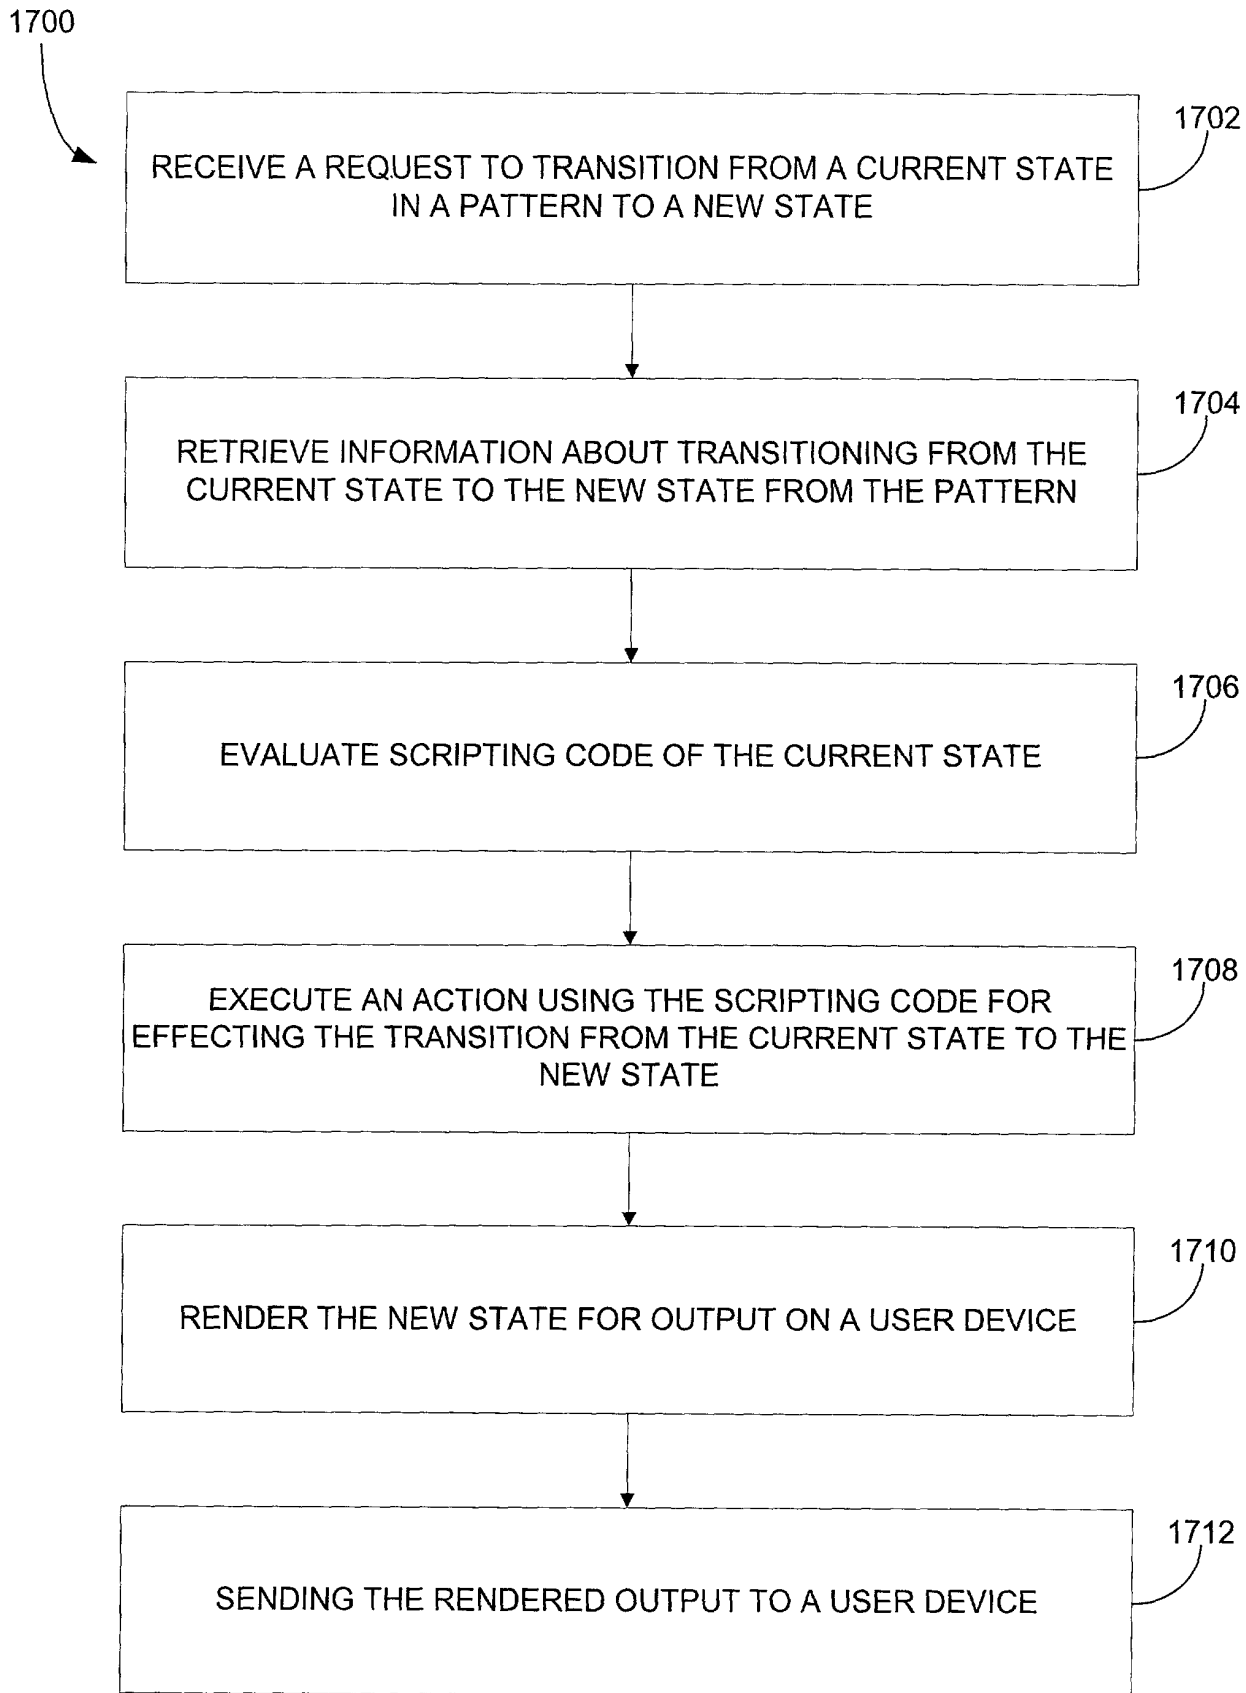 1700
1702
RECEIVE A REQUEST TO TRANSITION FROM A CURRENT STATE
IN A PATTERN TO A NEW STATE
1704
RETRIEVE INFORMATION ABOUT TRANSITIONING FROM THE
CURRENT STATE TO THE NEW STATE FROM THE PATTERN
1706
EVALUATE SCRIPTING CODE OF THE CURRENT STATE
1708
EXECUTE AN ACTION USING THE SCRIPTING CODE FOR
EFFECTING THE TRANSITION FROM THE CURRENT STATE TO THE
NEW STATE
1710
RENDER THE NEW STATE FOR OUTPUT ON A USER DEVICE
1712
SENDING THE RENDERED OUTPUT TO A USER DEVICE